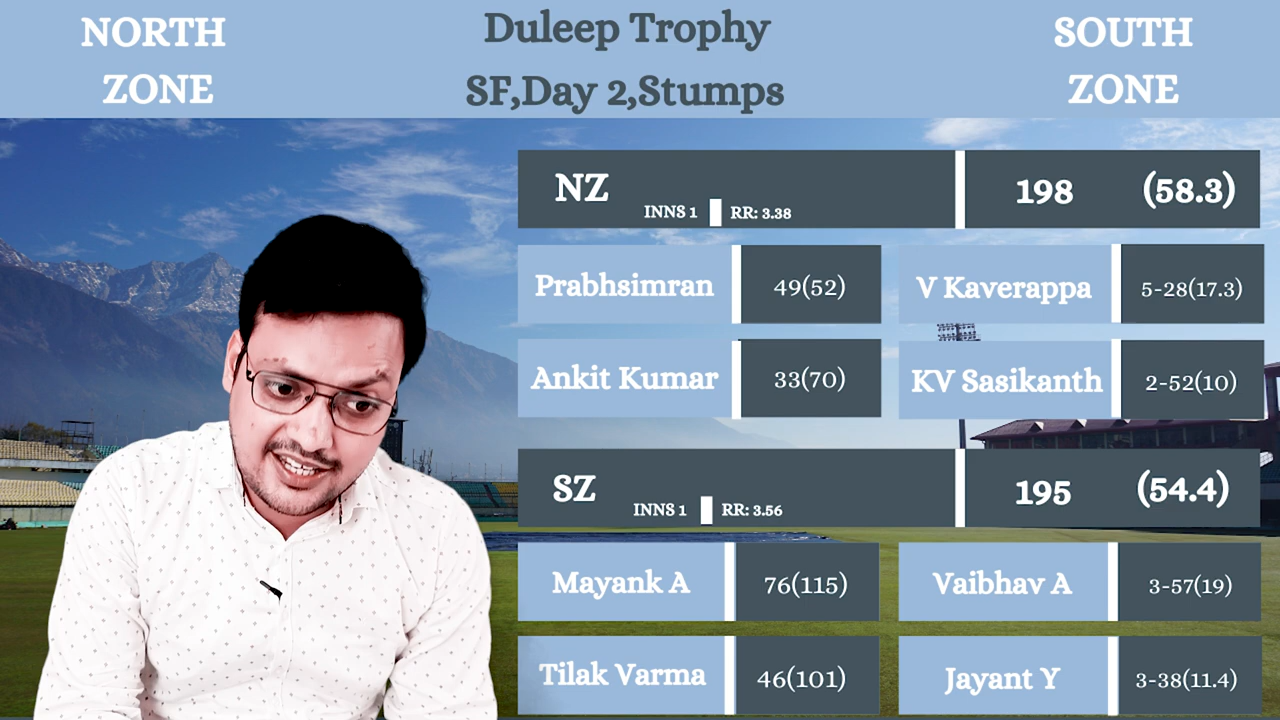 NORTH
ZONE
Duleep Trophy
SF,Day 2,Stumps
SOUTH
ZONE
NZ
INNS 1
RR: 3.38
198
(58.3)
Prabhsimran
49(52)
V Kaverappa
5-28(17.3)
Ankit Kumar
33(70)
KV Sasikanth
2-52(10)
SZ
INNS 1
RR: 3.56
195
(54.4)
Mayank A
76(115)
Vaibhav A
3-57(19)
Tilak Varma
46(101)
Jayant Y
3-38(11.4)